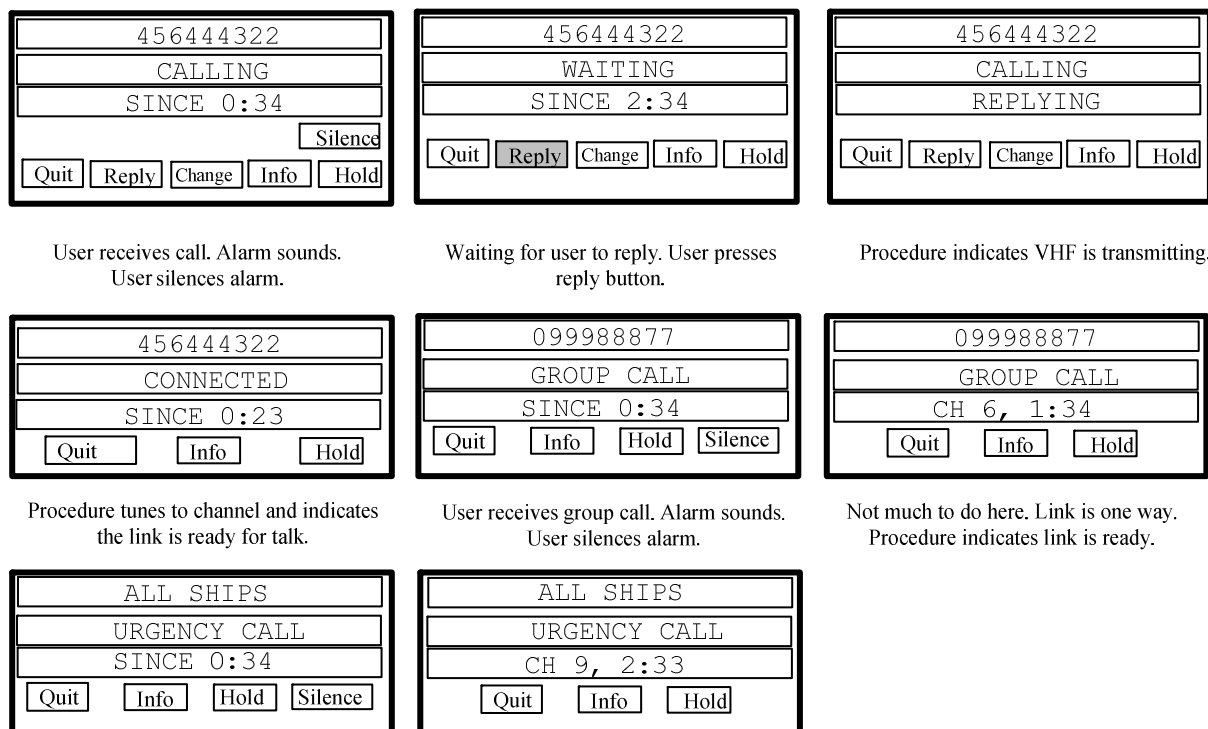 456444322
CALLING
SINCE 0:34
Silence
Quit Reply Change Info Hold
User receives call. Alarm sounds.
User silences alarm.
456444322
WAITING
SINCE 2:34
Quit Reply Change Info Hold
Waiting for user to reply. User presses
reply button.
456444322
CALLING
REPLYING
Quit Reply Change Info Hold
Procedure indicates VHF is transmitting.
456444322
CONNECTED
SINCE 0:23
Quit Info Hold
Procedure tunes to channel and indicates
the link is ready for talk.
099988877
GROUP CALL
SINCE 0:34
Quit Info Hold Silence
User receives group call. Alarm sounds.
User silences alarm.
099988877
GROUP CALL
CH 6, 1:34
Quit Info Hold
Not much to do here. Link is one way.
Procedure indicates link is ready.
ALL SHIPS
URGENCY CALL
SINCE 0:34
Quit Info Hold Silence
ALL SHIPS
URGENCY CALL
CH 9, 2:33
Quit Info Hold